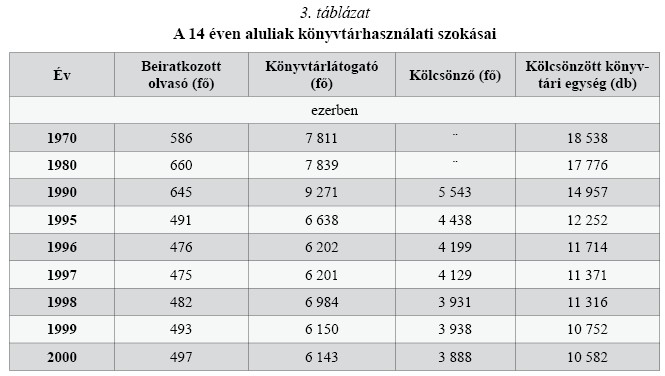 3. táblázat
A 14 éven aluliak könyvtárhasználati szokásai
Év Beiratkozott olvasó (fő) Könyvtárlátogató (fő) Kölcsönző (fő) Kölcsönzött könyv-tári egység (db)
ezerben
1970 586 7 811 ¨ 18 538
1980 660 7 839 ¨ 17 776
1990 645 9 271 5 543 14 957
1995 491 6 638 4 438 12 252
1996 476 6 202 4 199 11 714
1997 475 6 201 4 129 11 371
1998 482 6 984 3 931 11 316
1999 493 6 150 3 938 10 752
2000 497 6 143 3 888 10 582